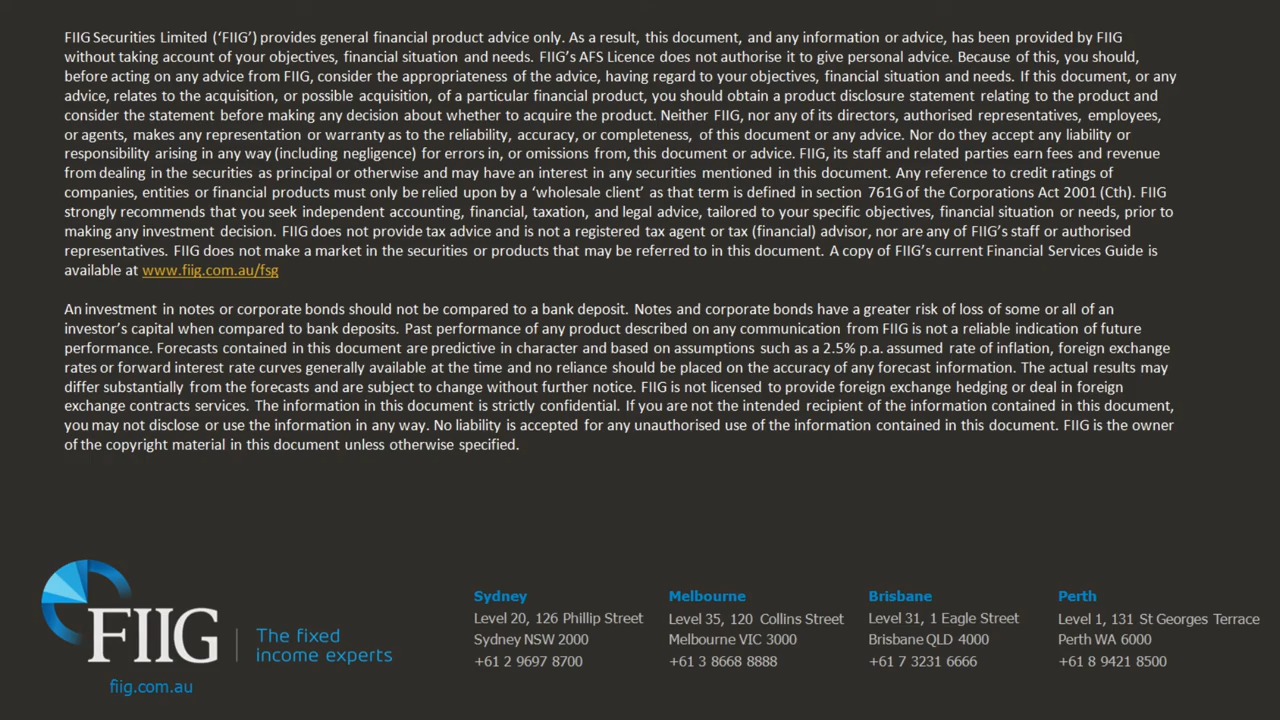 FIIG Securities Limited (‘FIIG’) provides general financial product advice only. As a result, this document, and any information or advice, has been provided by FIIG
without taking account of your objectives, financial situation and needs. FIIG’s AFS Licence does not authorise it to give personal advice. Because of this, you should,
before acting on any advice from FIIG, consider the appropriateness of the advice, having regard to your objectives, financial situation and needs. If this document, or any
advice, relates to the acquisition, or possible acquisition, of a particular financial product, you should obtain a product disclosure statement relating to the product and
consider the statement before making any decision about whether to acquire the product. Neither FIIG, nor any of its directors, authorised representatives, employees,
or agents, makes any representation or warranty as to the reliability, accuracy, or completeness, of this document or any advice. Nor do they accept any liability or
responsibility arising in any way (including negligence) for errors in, or omissions from, this document or advice. FIIG, its staff and related parties earn fees and revenue
from dealing in the securities as principal or otherwise and may have an interest in any securities mentioned in this document. Any reference to credit ratings of
companies, entities or financial products must only be relied upon by a ‘wholesale client’ as that term is defined in section 761G of the Corporations Act 2001 (Cth). FIIG
strongly recommends that you seek independent accounting, financial, taxation, and legal advice, tailored to your specific objectives, financial situation or needs, prior to
making any investment decision. FIIG does not provide tax advice and is not a registered tax agent or tax (financial) advisor, nor are any of FIIG’s staff or authorised
representatives. FIIG does not make a market in the securities or products that may be referred to in this document. A copy of FIIG’s current Financial Services Guide is
available at www.fiig.com.au/fsg
An investment in notes or corporate bonds should not be compared to a bank deposit. Notes and corporate bonds have a greater risk of loss of some or all of an
investor’s capital when compared to bank deposits. Past performance of any product described on any communication from FIIG is not a reliable indication of future
performance. Forecasts contained in this document are predictive in character and based on assumptions such as a 2.5% p.a. assumed rate of inflation, foreign exchange
rates or forward interest rate curves generally available at the time and no reliance should be placed on the accuracy of any forecast information. The actual results may
differ substantially from the forecasts and are subject to change without further notice. FIIG is not licensed to provide foreign exchange hedging or deal in foreign
exchange contracts services. The information in this document is strictly confidential. If you are not the intended recipient of the information contained in this document,
you may not disclose or use the information in any way. No liability is accepted for any unauthorised use of the information contained in this document. FIIG is the owner
of the copyright material in this document unless otherwise specified.
FIIG
The fixed
income experts
fiig.com.au
Sydney
Level 20, 126 Phillip Street
Sydney NSW 2000
+61 2 9697 8700
Melbourne
Level 35, 120 Collins Street
Melbourne VIC 3000
+61 3 8668 8888
Brisbane
Level 31, 1 Eagle Street
Brisbane QLD 4000
+61 7 3231 6666
Perth
Level 1, 131 St Georges Terrace
Perth WA 6000
+61 8 9421 8500